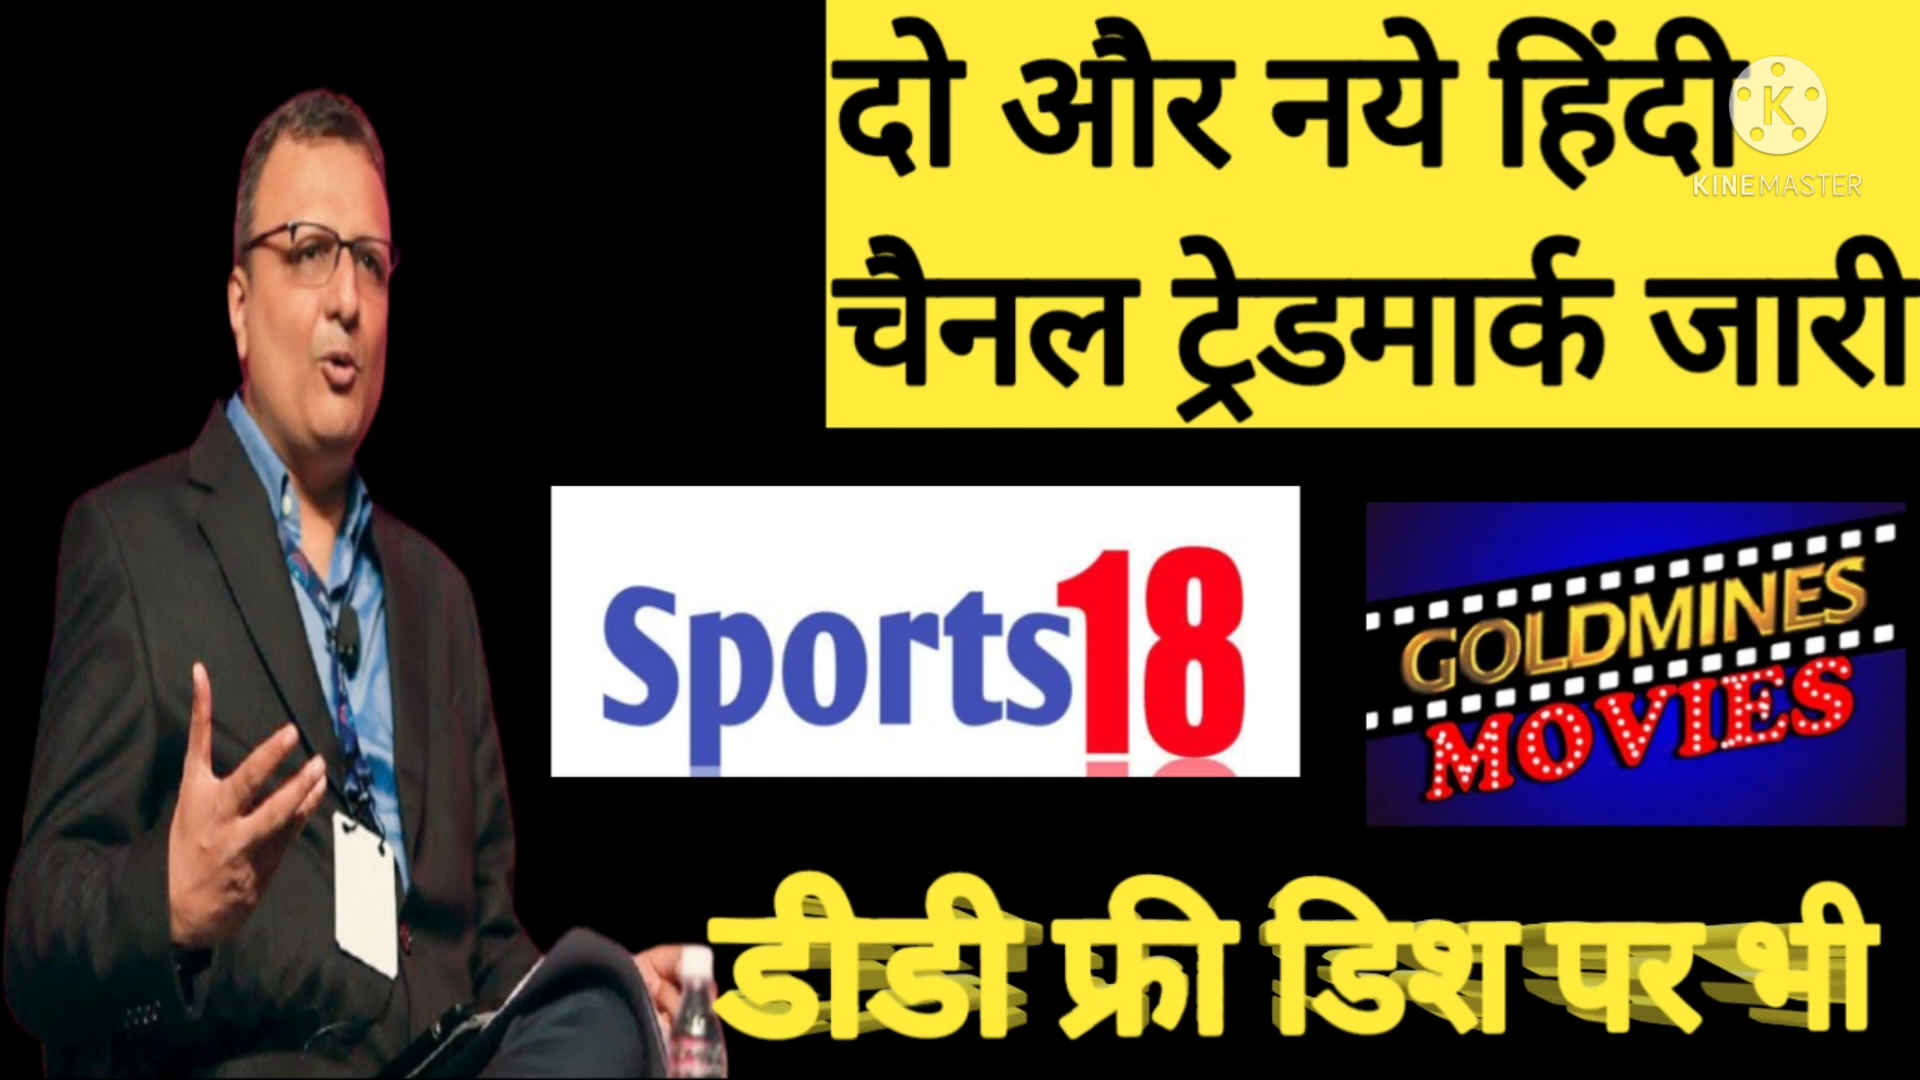 दो और नये हिंदी
KINEMASTER
चैनल ट्रेडमार्क जारी
Sports18
GOLDMINES
MOVIES
डीडी फ्री डिश पर भी